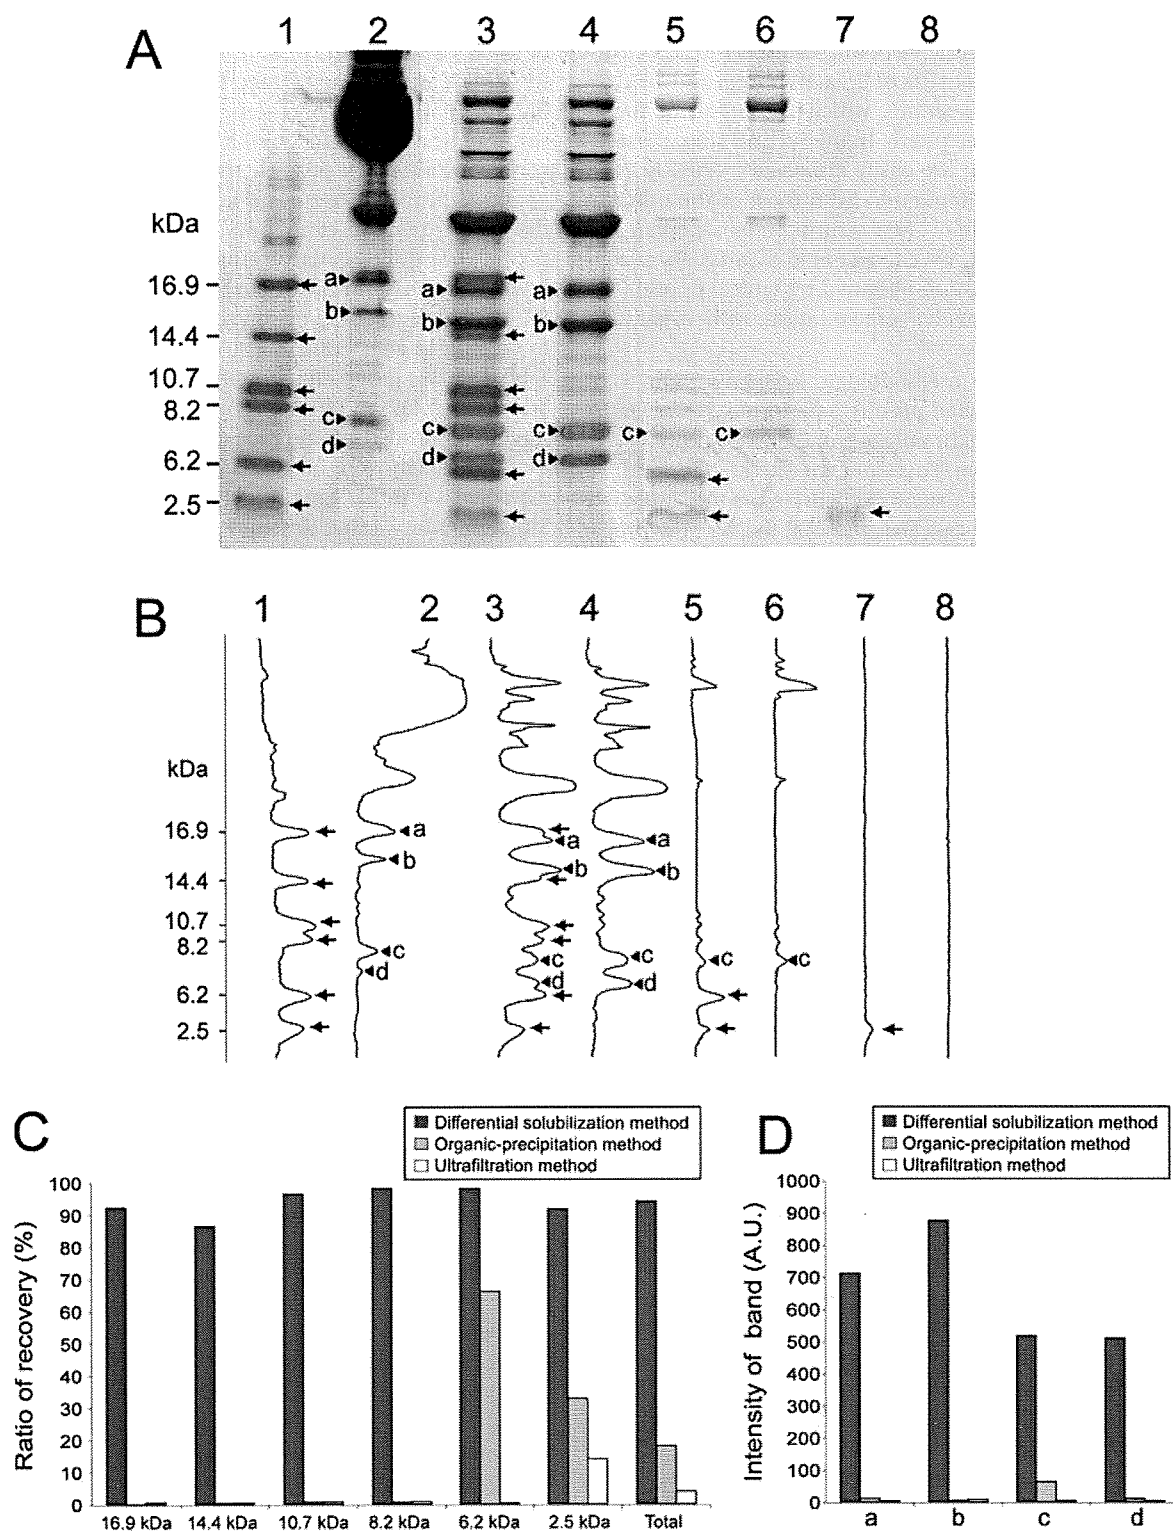 A
1 2 3 4 5 6 7 8
kDa
16.9
14.4
10.7
8.2
6.2
2.5
a
b
c
d
a
b
c
d
a
b
c
d
c
c
B
1 2 3 4 5 6 7 8
kDa
16.9
14.4
10.7
8.2
6.2
2.5
a
b
c
d
a
b
c
d
a
b
c
d
c
c
C
Differential solubilization method
Organic-precipitation method
Ultrafiltration method
Ratio of recovery (%)
100
90
80
70
60
50
40
30
20
10
0
16.9 kDa 14.4 kDa 10.7 kDa 8.2 kDa 6.2 kDa 2.5 kDa Total
D
Differential solubilization method
Organic-precipitation method
Ultrafiltration method
Intensity of band (A.U.)
1000
900
800
700
600
500
400
300
200
100
0
a b c d